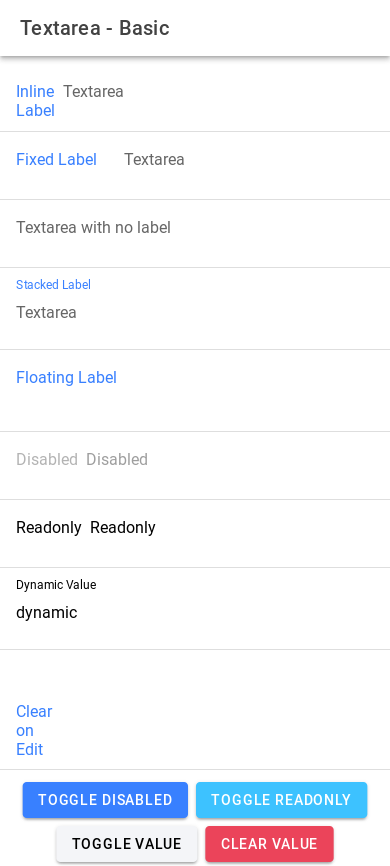 Textarea - Basic
Inline Textarea
Label
Fixed Label Textarea
Textarea with no label
Stacked Label
Textarea
Floating Label
Disabled Disabled
Readonly Readonly
Dynamic Value
dynamic
Clear
on
Edit
TOGGLE DISABLED TOGGLE READONLY
TOGGLE VALUE CLEAR VALUE